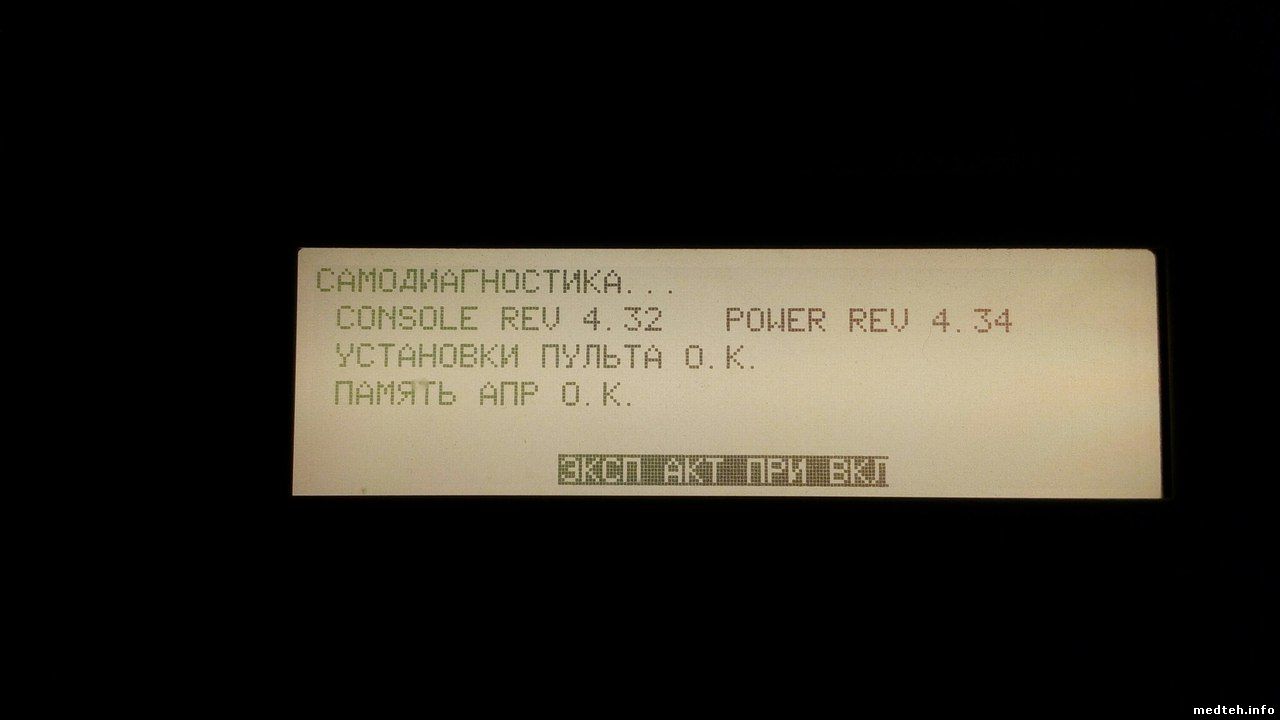 САМОДИАГНОСТИКА...
CONSOLE REV 4.32 POWER REV 4.34
УСТАНОВКИ ПУЛЬТА О.К.
ПАМЯТЬ АПР О.К.
ЭКСП АКТ ПРИ ВКЛ
medteh.info